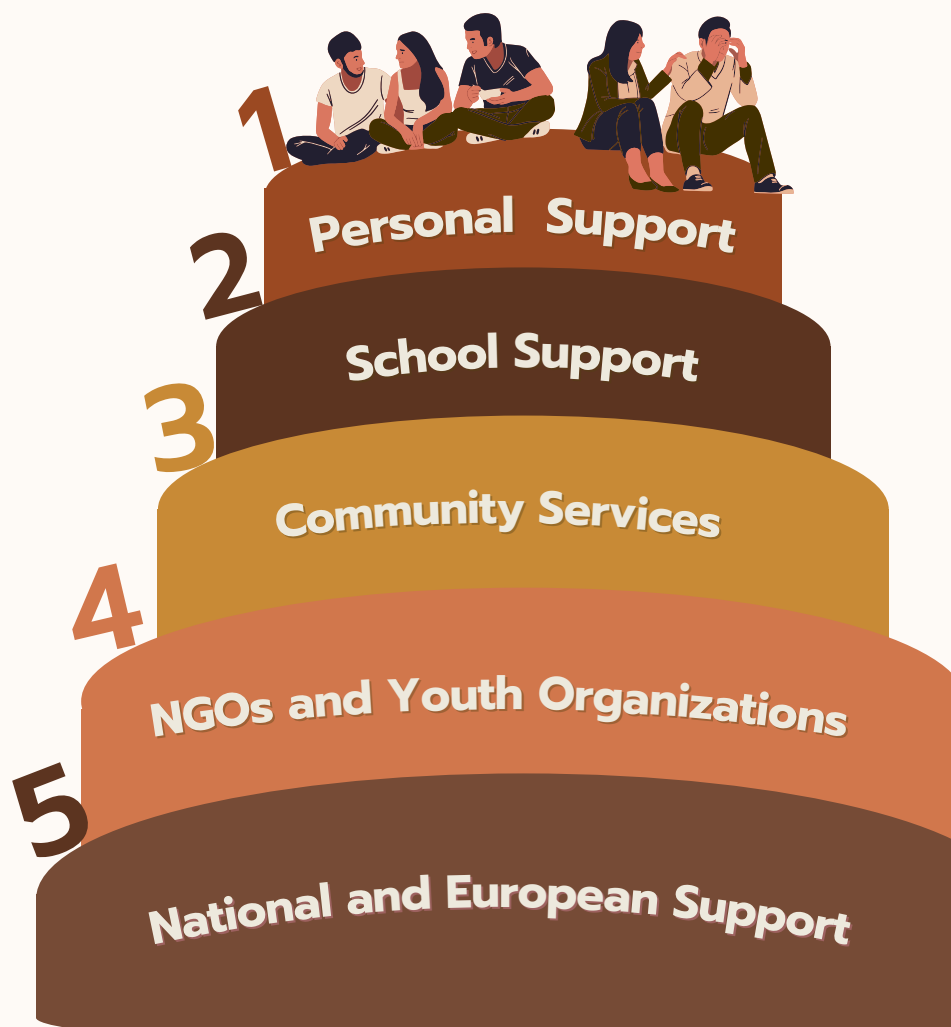 1
Personal Support
2
School Support
3
Community Services
4
NGOs and Youth Organizations
5
National and European Support